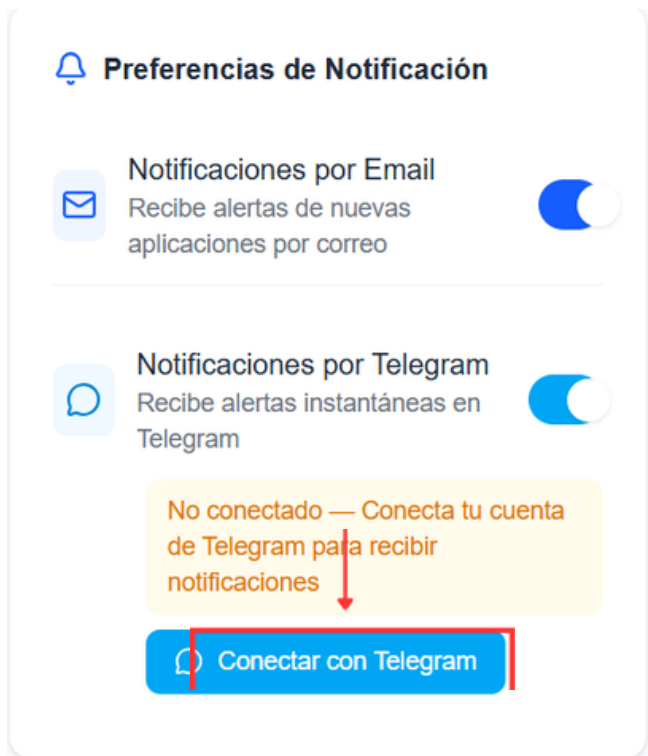 Preferencias de Notificación
Notificaciones por Email
Recibe alertas de nuevas
aplicaciones por correo
Notificaciones por Telegram
Recibe alertas instantáneas en
Telegram
No conectado — Conecta tu cuenta
de Telegram para recibir
notificaciones
Conectar con Telegram